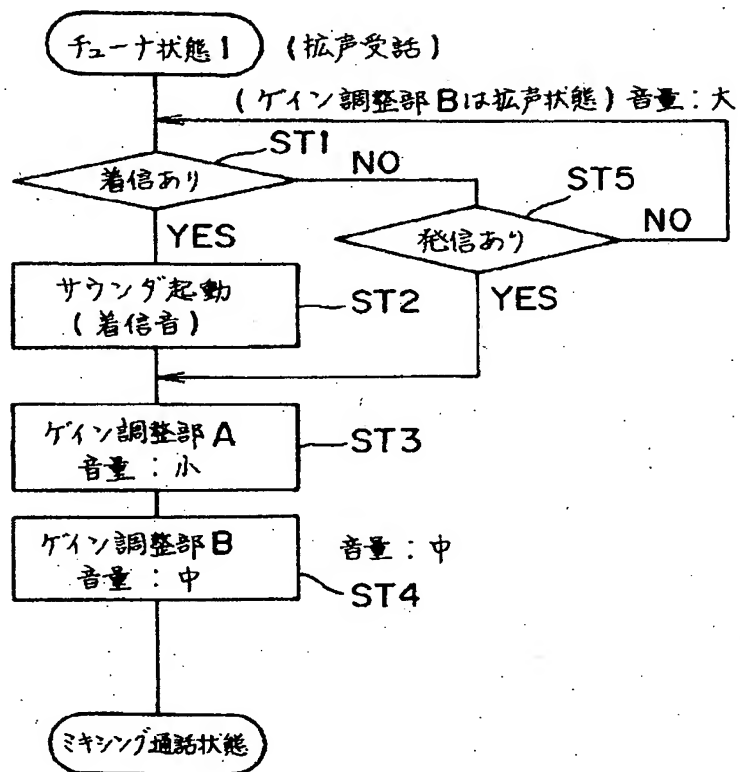 チューナ状態1 (拡声受話)
(ゲイン調整部Bは拡声状態) 音量:大
ST1
着信あり
NO
ST5
発信あり
NO
YES
サウンダ起動
(着信音)
ST2
YES
ゲイン調整部A
音量:小
ST3
ゲイン調整部B
音量:中
音量:中
ST4
ミキシング通話状態